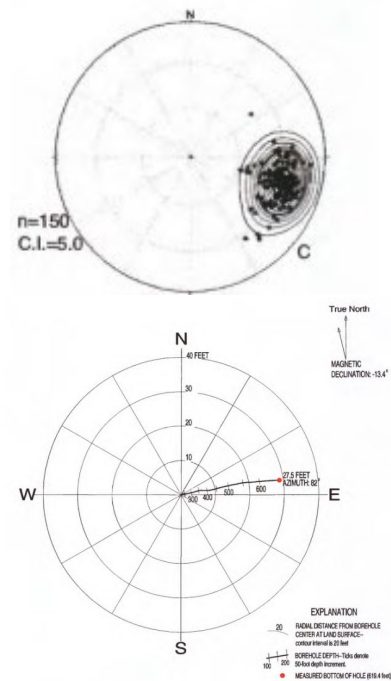 N
n=150
C.I.=5.0
C
True North
MAGNETIC
DECLINATION: -13.4°
N
40 FEET
30
20
10
27.5 FEET
AZIMUTH: 82°
W
300 400 500 600
E
S
EXPLANATION
20 RADIAL DISTANCE FROM BOREHOLE
CENTER AT LAND SURFACE–
contour interval is 20 feet
100 200 BOREHOLE DEPTH–Ticks denote
50-foot depth increment.
MEASURED BOTTOM OF HOLE (619.4 feet)